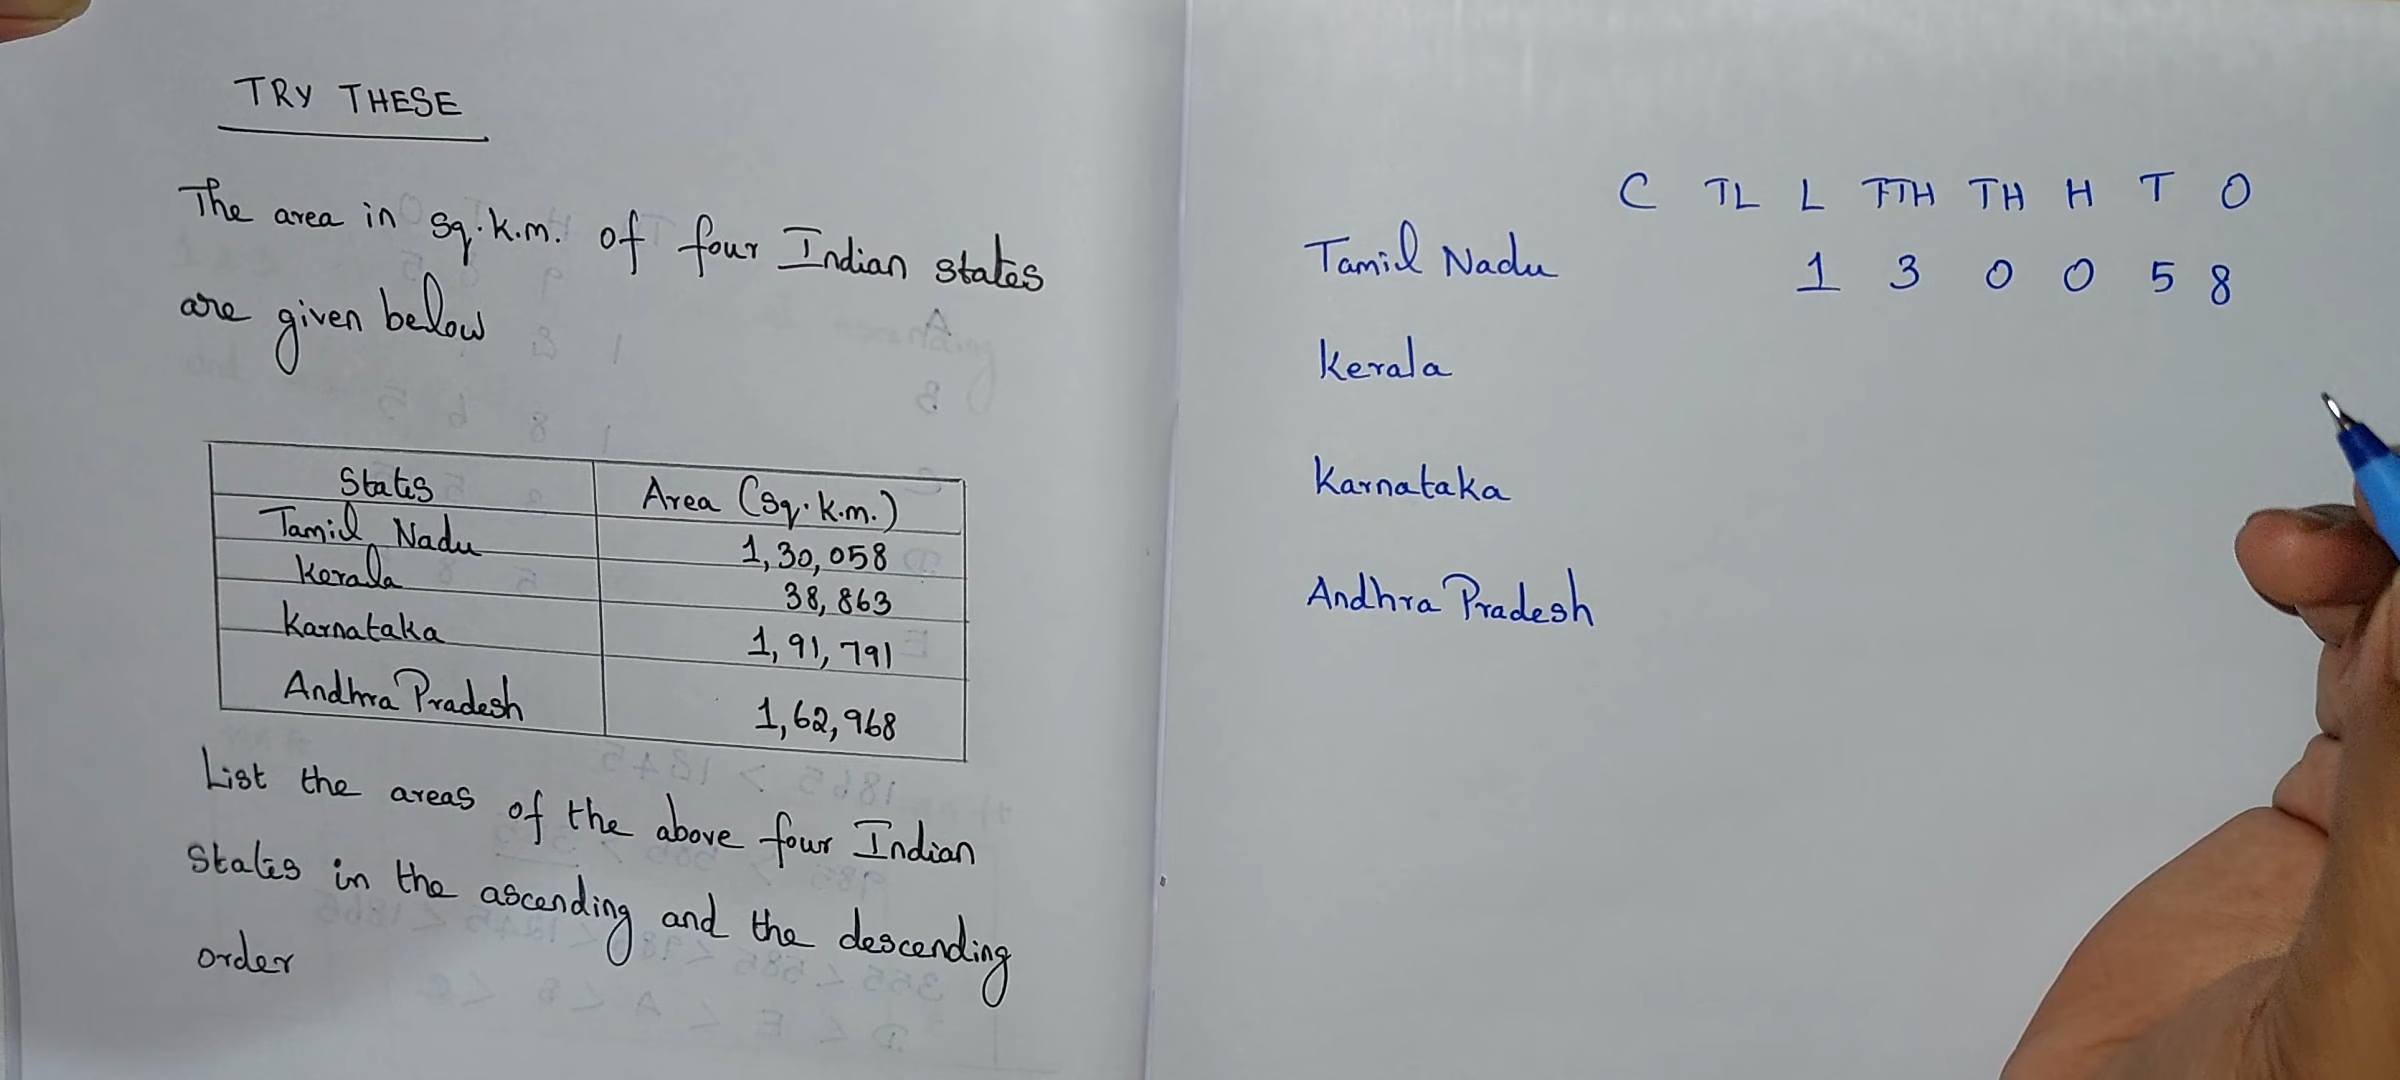 TRY THESE
The area in sq.k.m. of four Indian states
are given below
States Area (sq.k.m.)
Tamil Nadu 1,30,058
Kerala 38,863
Karnataka 1,91,791
Andhra Pradesh 1,62,968
List the areas of the above four Indian
states in the ascending and the descending
order
C TL L TTH TH H T O
Tamil Nadu 1 3 0 0 5 8
Kerala
Karnataka
Andhra Pradesh